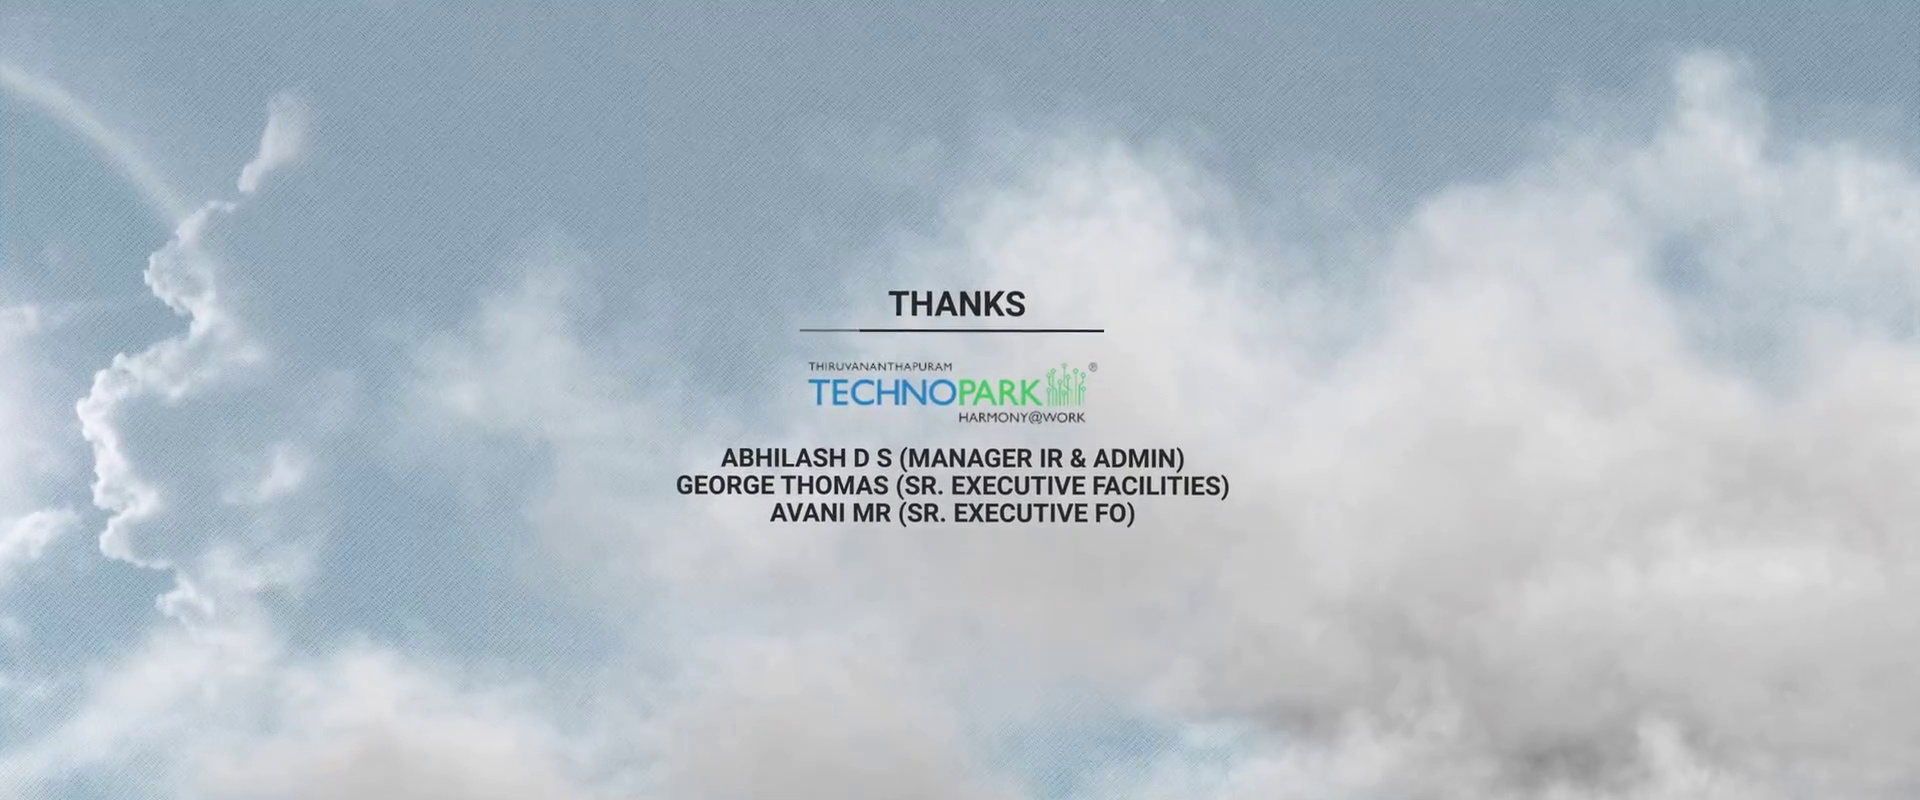 THANKS
THIRUVANANTHAPURAM
TECHNOPARK ®
HARMONY@WORK
ABHILASH D S (MANAGER IR & ADMIN)
GEORGE THOMAS (SR. EXECUTIVE FACILITIES)
AVANI MR (SR. EXECUTIVE FO)